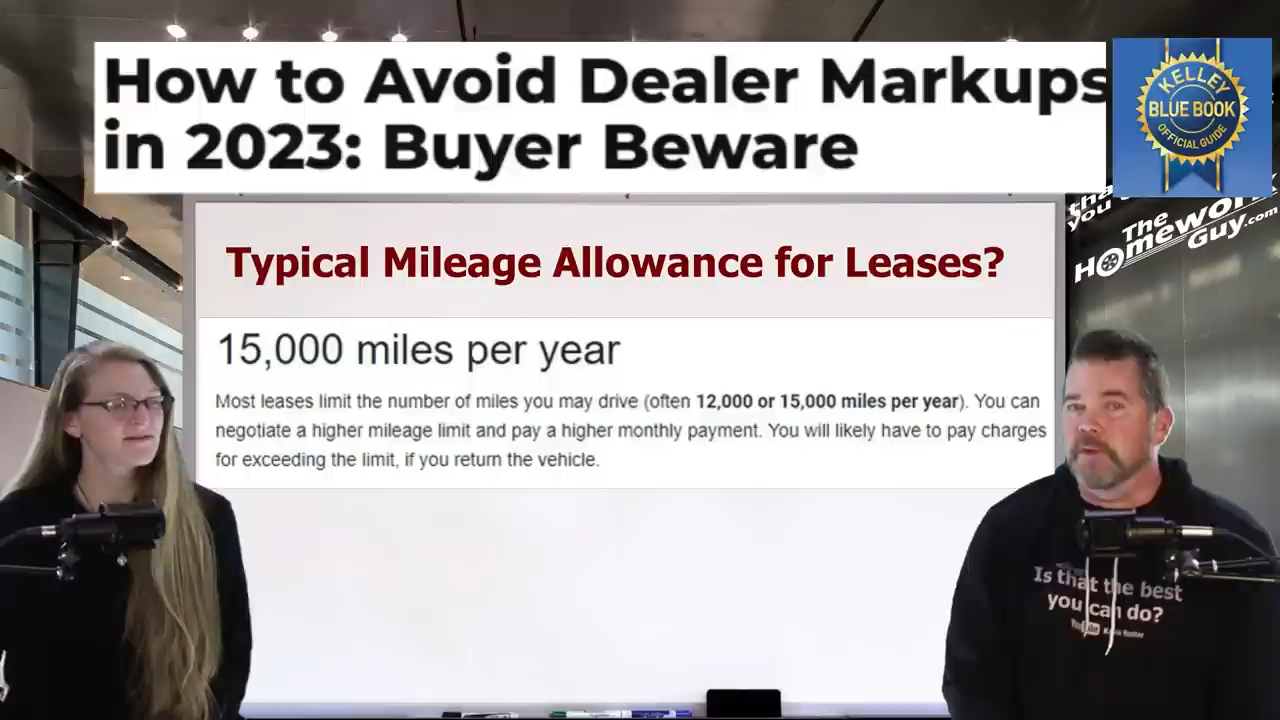 How to Avoid Dealer Markups
in 2023: Buyer Beware
KELLEY
BLUE BOOK
OFFICIAL GUIDE
you
The
Homework
Guy.com
Typical Mileage Allowance for Leases?
15,000 miles per year
Most leases limit the number of miles you may drive (often 12,000 or 15,000 miles per year). You can
negotiate a higher mileage limit and pay a higher monthly payment. You will likely have to pay charges
for exceeding the limit, if you return the vehicle.
Is that the best
you can do?
YouTube